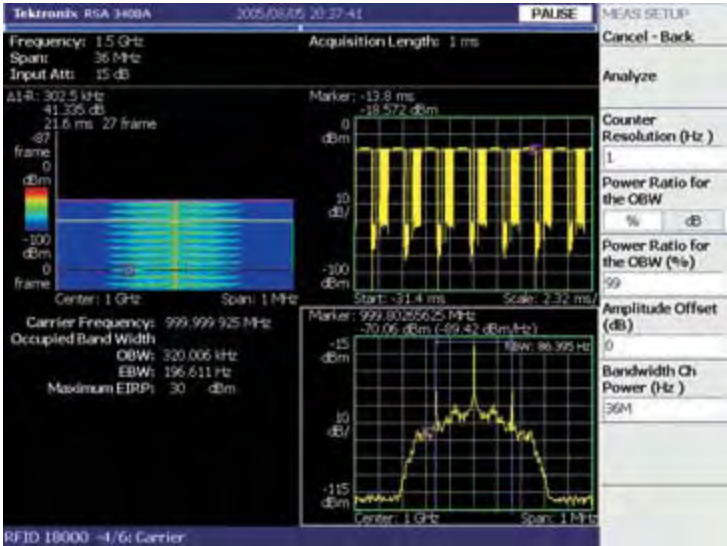 Tektronix RSA 3408A 2005/08/05 20:37:41 PAUSE MEAS SETUP
Frequency: 1.5 GHz
Span: 36 MHz
Input Att: 15 dB
Acquisition Length: 1 ms
Cancel - Back
Analyze
Δ1-R: 302.5 kHz
41.335 dB
21.6 ms 27 frame
-87
frame
0
dBm
-100
dBm
0
frame
Center: 1 GHz Span: 1 MHz
Marker: -13.8 ms
-18.572 dBm
0
dBm
10
dB/
-100
dBm
Start: -31.4 ms Scale: 2.32 ms/
Carrier Frequency: 999.999 925 MHz
Occupied Band Width
OBW: 320.006 kHz
EBW: 196.611 Hz
Maximum EIRP: 30 dBm
Marker: 999.80265625 MHz
-70.06 dBm (-89.42 dBm/Hz)
-15
dBm
RBW: 86.395 Hz
10
dB/
-115
dBm
Center: 1 GHz Span: 1 MHz
Counter
Resolution (Hz )
1
Power Ratio for
the OBW
% dB
Power Ratio for
the OBW (%)
99
Amplitude Offset
(dB)
0
Bandwidth Ch
Power (Hz )
36M
RFID 18000 -4/6: Carrier